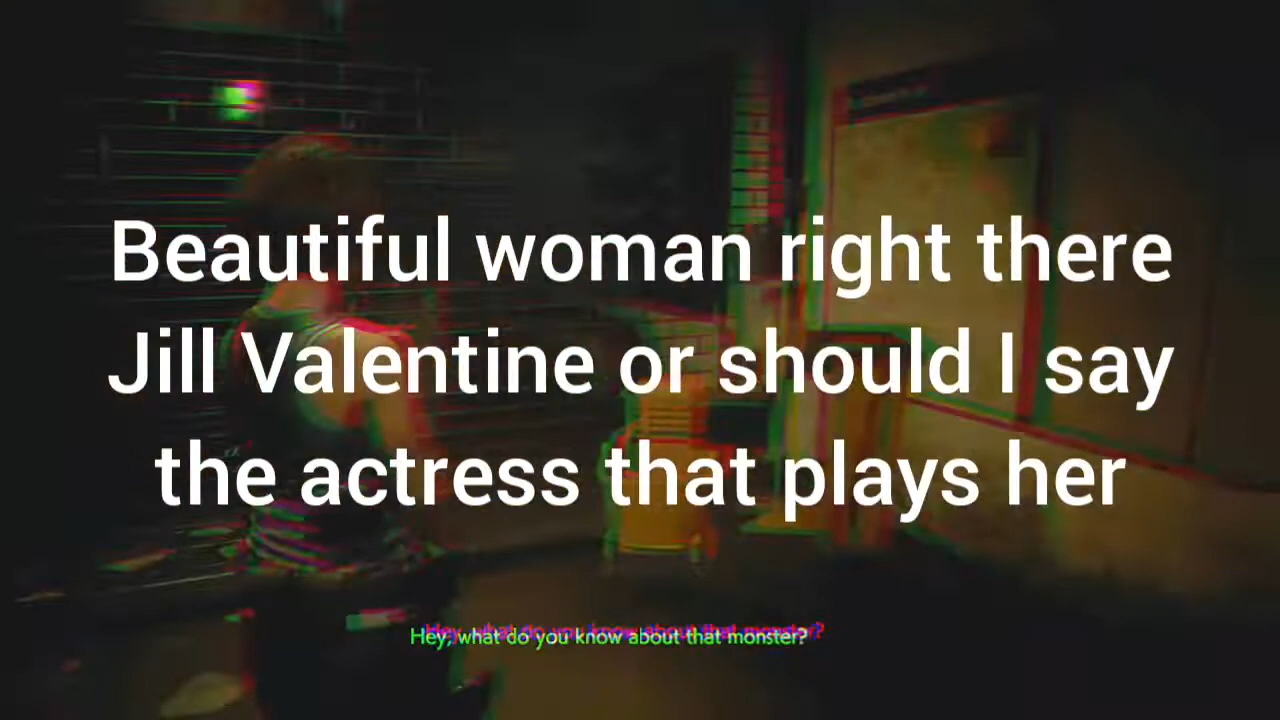 Beautiful woman right there
Jill Valentine or should I say
the actress that plays her
Hey, what do you know about that monster?